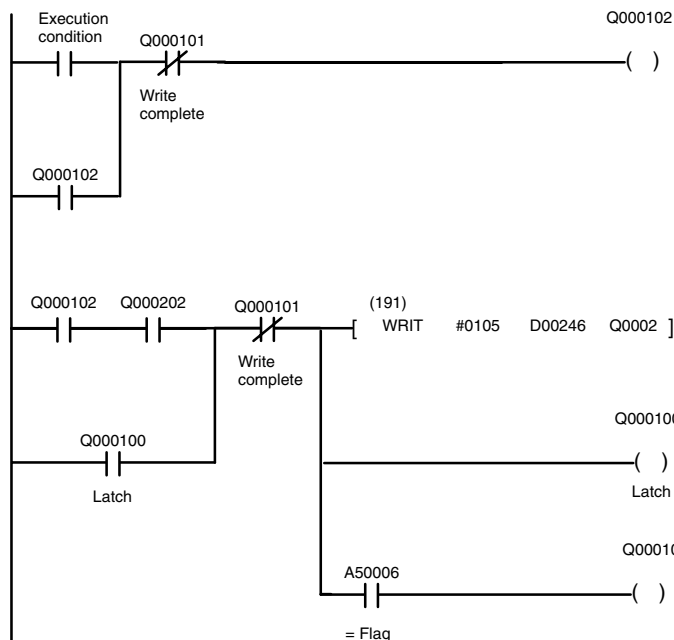 Execution
condition
Q000101
Q000102
Write
complete
Q000102
Q000102
Q000202
Q000101
(191)
[ WRIT #0105 D00246 Q0002 ]
Write
complete
Q000100
Latch
Q000100
Latch
A50006
= Flag